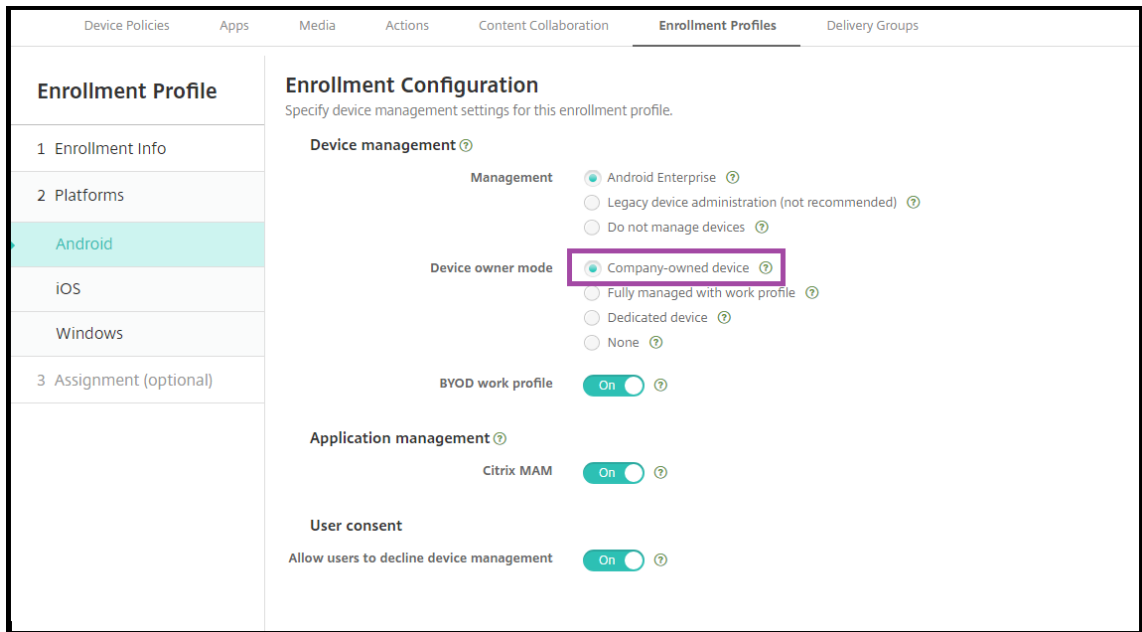 Device Policies Apps Media Actions Content Collaboration Enrollment Profiles Delivery Groups
Enrollment Profile
1 Enrollment Info
2 Platforms
Android
iOS
Windows
3 Assignment (optional)
Enrollment Configuration
Specify device management settings for this enrollment profile.
Device management ?
Management Android Enterprise ?
Legacy device administration (not recommended) ?
Do not manage devices ?
Device owner mode Company-owned device ?
Fully managed with work profile ?
Dedicated device ?
None ?
BYOD work profile On ?
Application management ?
Citrix MAM On ?
User consent
Allow users to decline device management On ?